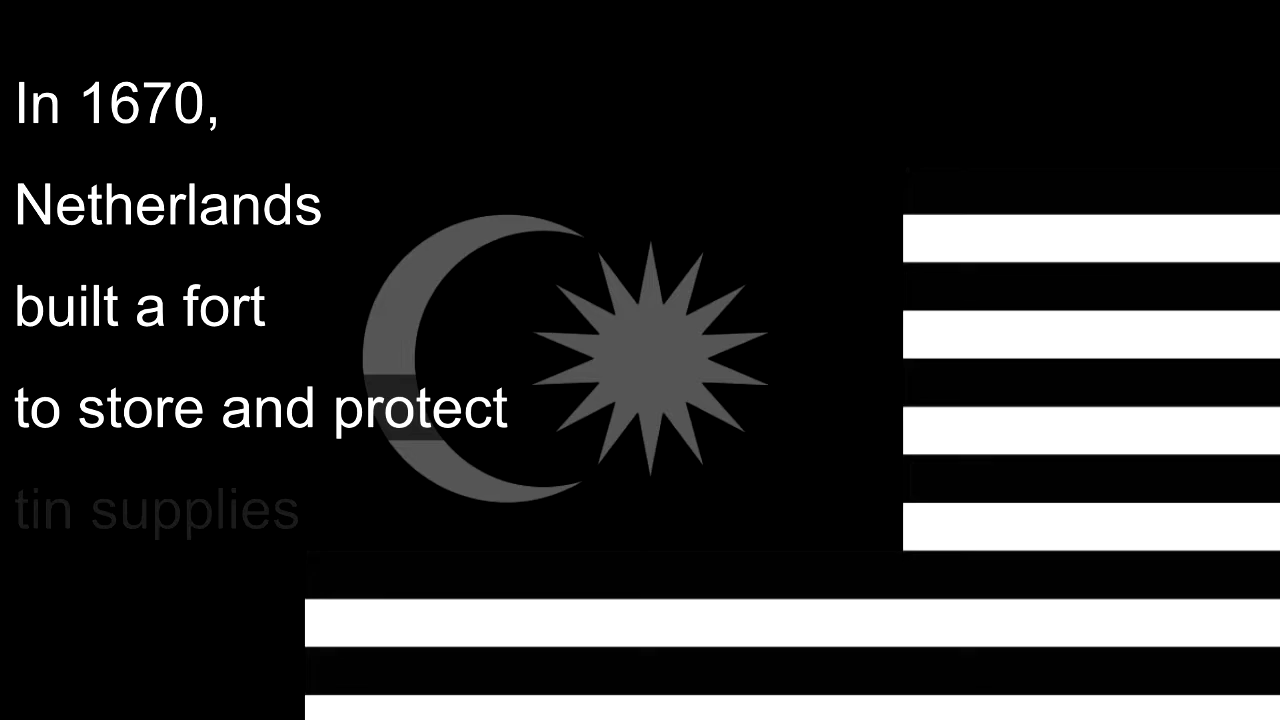 In 1670,
Netherlands
built a fort
to store and protect
tin supplies